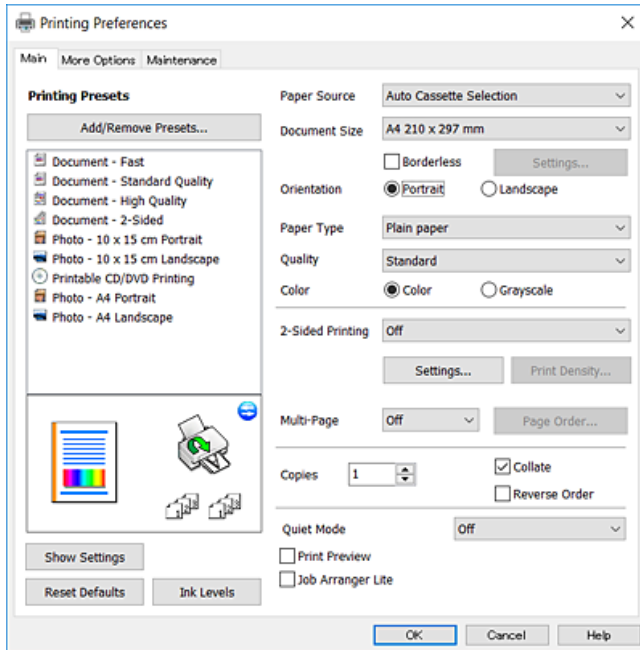 Printing Preferences
Main More Options Maintenance
Printing Presets
Add/Remove Presets...
Document - Fast
Document - Standard Quality
Document - High Quality
Document - 2-Sided
Photo - 10 x 15 cm Portrait
Photo - 10 x 15 cm Landscape
Printable CD/DVD Printing
Photo - A4 Portrait
Photo - A4 Landscape
Show Settings
Reset Defaults Ink Levels
Paper Source Auto Cassette Selection
Document Size A4 210 x 297 mm
Borderless Settings...
Orientation Portrait Landscape
Paper Type Plain paper
Quality Standard
Color Color Grayscale
2-Sided Printing Off
Settings... Print Density...
Multi-Page Off Page Order...
Copies 1 Collate
Reverse Order
Quiet Mode Off
Print Preview
Job Arranger Lite
OK Cancel Help